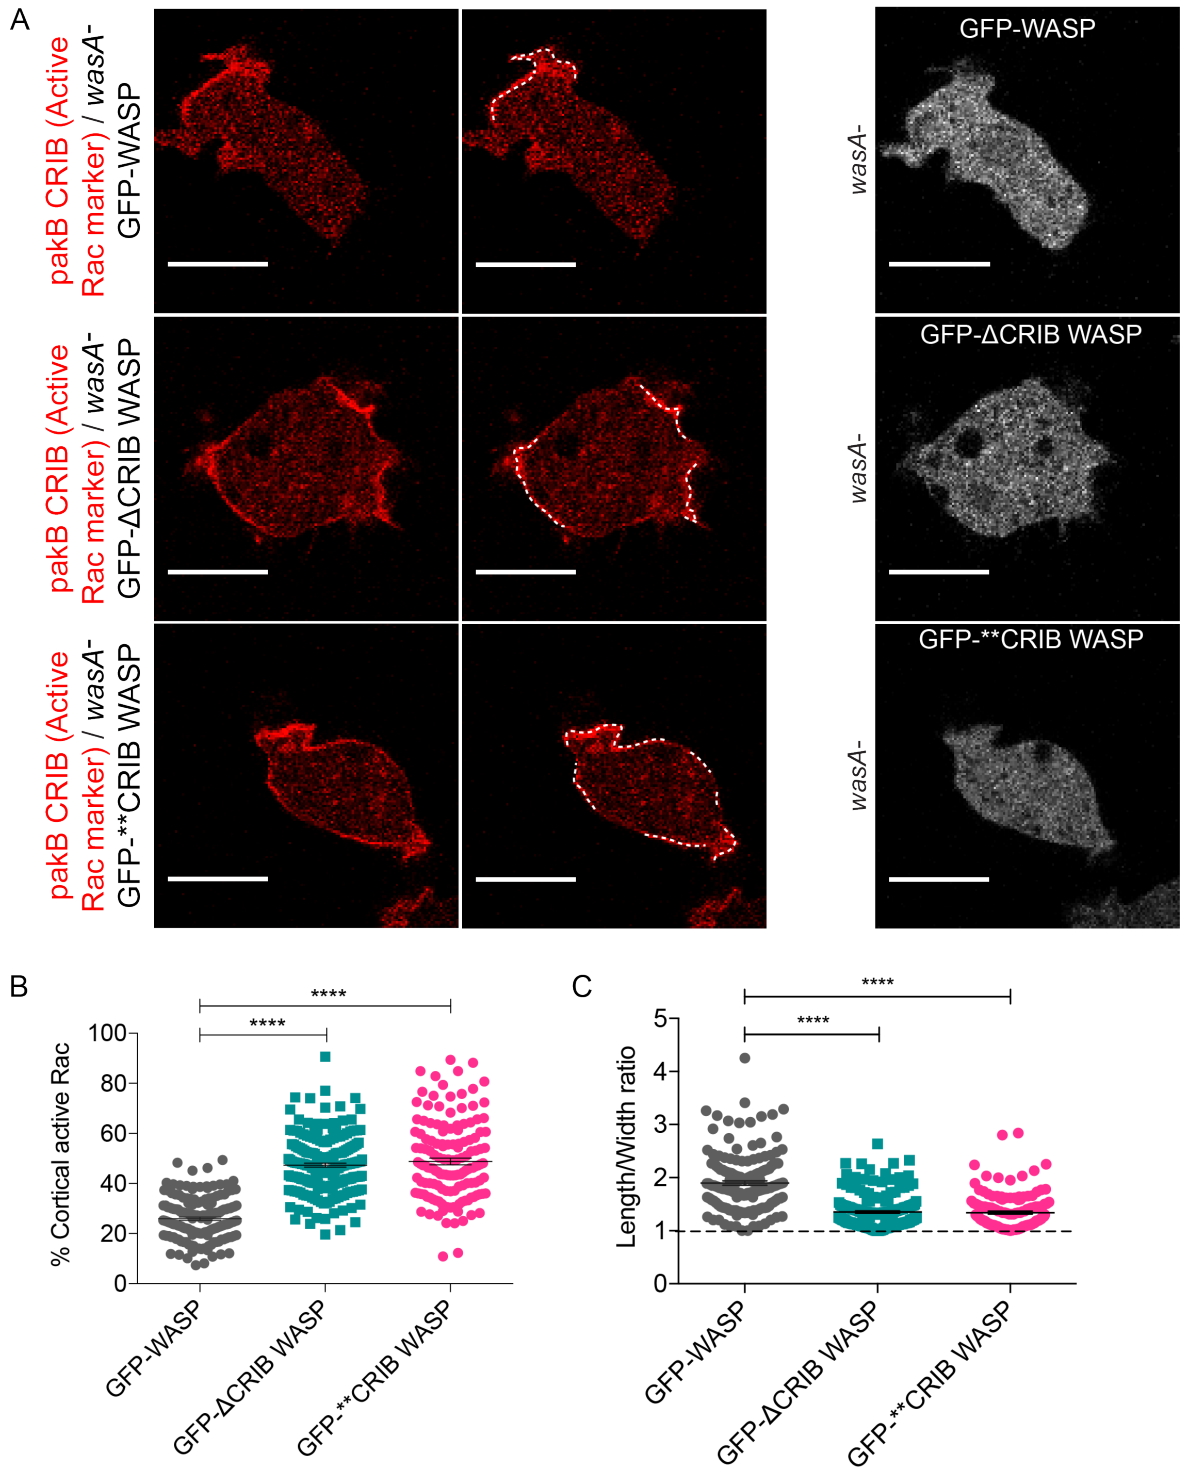 A
pakB CRIB (Active
Rac marker) / wasA-
GFP-WASP
wasA-
GFP-WASP
pakB CRIB (Active
Rac marker) / wasA-
GFP-ΔCRIB WASP
wasA-
GFP-ΔCRIB WASP
pakB CRIB (Active
Rac marker) / wasA-
GFP-**CRIB WASP
wasA-
GFP-**CRIB WASP
B
****
****
% Cortical active Rac
100
80
60
40
20
0
GFP-WASP
GFP-ΔCRIB WASP
GFP-**CRIB WASP
C
****
****
Length/Width ratio
5
4
3
2
1
0
GFP-WASP
GFP-ΔCRIB WASP
GFP-**CRIB WASP